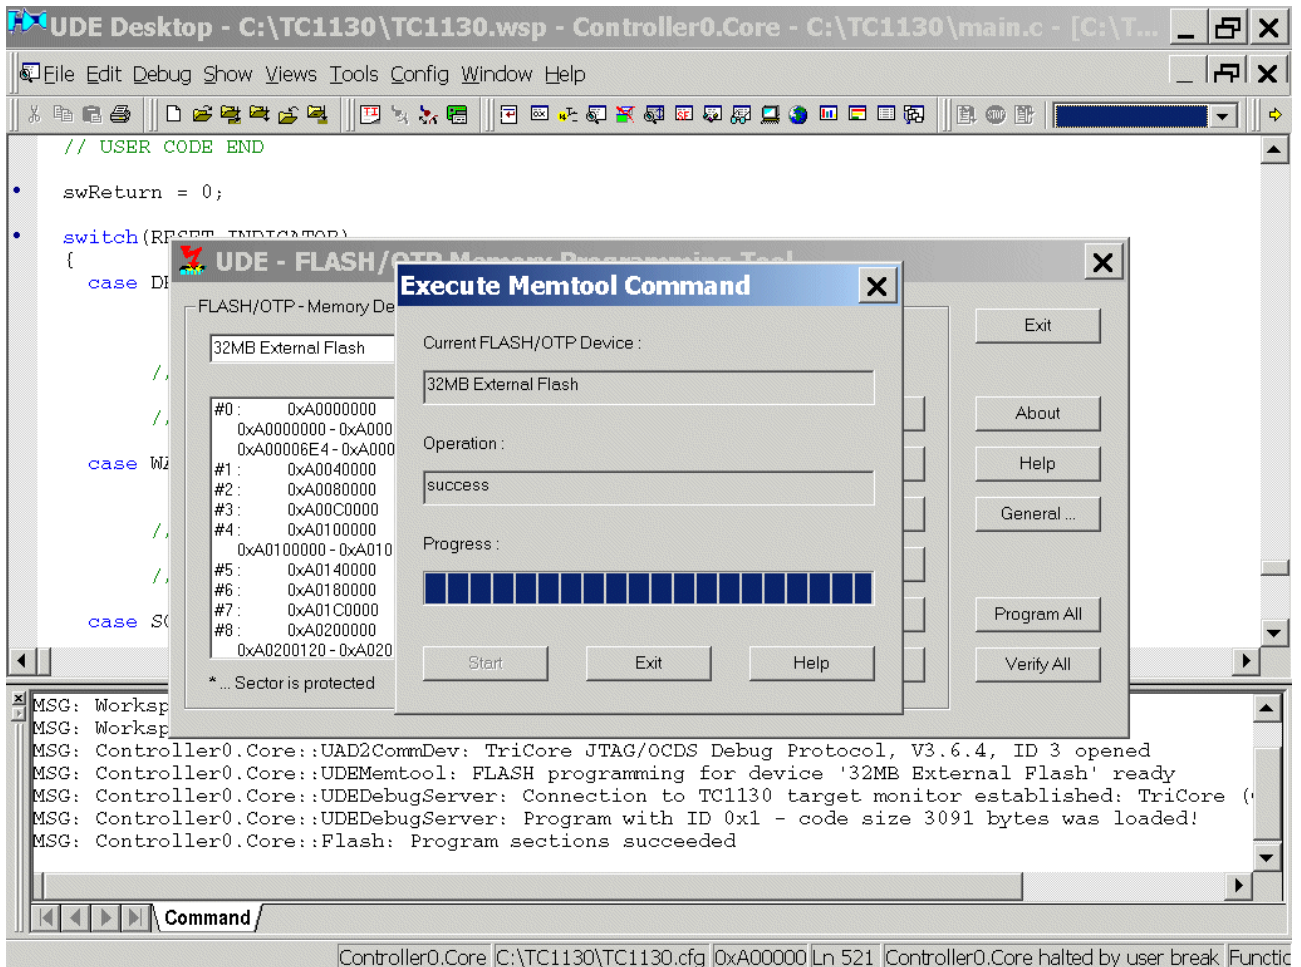 UDE Desktop - C:\TC1130\TC1130.wsp - Controller0.Core - C:\TC1130\main.c - [C:\T...
File Edit Debug Show Views Tools Config Window Help
// USER CODE END
swReturn = 0;
switch(RESET_INDICATOR)
{
case
UDE - FLASH/OTP Memory Programming Tool
Execute Memtool Command
FLASH/OTP - Memory De
32MB External Flash
Current FLASH/OTP Device :
32MB External Flash
Exit
//
#0 : 0xA0000000
0xA0000000 - 0xA000
0xA00006E4 - 0xA000
#1 : 0xA0040000
#2 : 0xA0080000
#3 : 0xA00C0000
#4 : 0xA0100000
0xA0100000 - 0xA010
#5 : 0xA0140000
#6 : 0xA0180000
#7 : 0xA01C0000
#8 : 0xA0200000
0xA0200120 - 0xA020
* ... Sector is protected
//
case
//
//
case
Operation :
success
Progress :
Start Exit Help
About
Help
General ...
Program All
Verify All
MSG: Worksp
MSG: Worksp
MSG: Controller0.Core::UAD2CommDev: TriCore JTAG/OCDS Debug Protocol, V3.6.4, ID 3 opened
MSG: Controller0.Core::UDEMemtool: FLASH programming for device '32MB External Flash' ready
MSG: Controller0.Core::UDEDebugServer: Connection to TC1130 target monitor established: TriCore (
MSG: Controller0.Core::UDEDebugServer: Program with ID 0x1 - code size 3091 bytes was loaded!
MSG: Controller0.Core::Flash: Program sections succeeded
Command
Controller0.Core C:\TC1130\TC1130.cfg 0xA00000 Ln 521 Controller0.Core halted by user break Functic